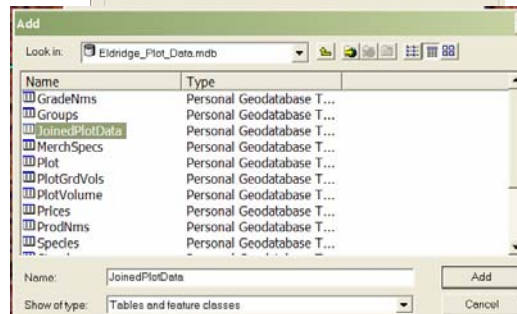 Add
Look in: Eldridge_Plot_Data.mdb
Name Type
GradeNms Personal Geodatabase T...
Groups Personal Geodatabase T...
JoinedPlotData Personal Geodatabase T...
MerchSpecs Personal Geodatabase T...
Plot Personal Geodatabase T...
PlotGrdVols Personal Geodatabase T...
PlotVolume Personal Geodatabase T...
Prices Personal Geodatabase T...
ProdNms Personal Geodatabase T...
Species Personal Geodatabase T...
Name: JoinedPlotData Add
Show of type: Tables and feature classes Cancel